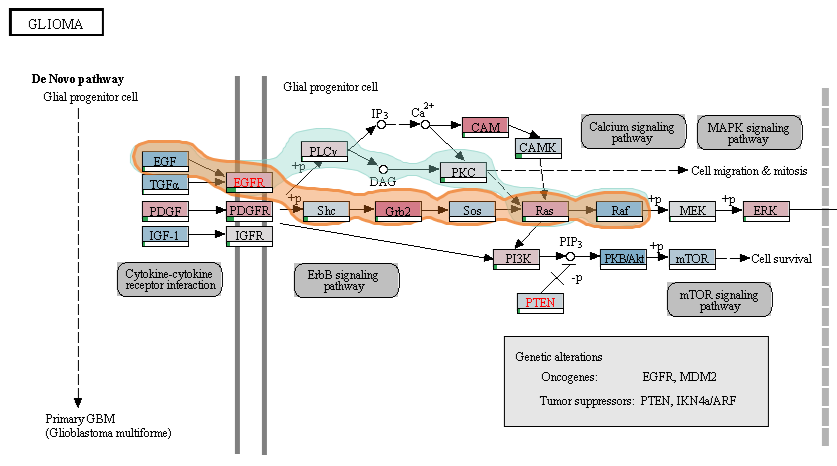 GLIOMA
De Novo pathway
Glial progenitor cell
Glial progenitor cell
IP3
Ca2+
CAM
CAMK
Calcium signaling
pathway
MAPK signaling
pathway
PLCγ
+p
DAG
PKC
Cell migration & mitosis
EGF
TGFα
EGFR
+p
PDGF
PDGFR
Shc
Grb2
Sos
Ras
Raf
+p
MEK
+p
ERK
IGF-1
IGFR
PI3K
PIP3
PKB/Akt
+p
mTOR
Cell survival
-p
PTEN
Cytokine-cytokine
receptor interaction
ErbB signaling
pathway
mTOR signaling
pathway
Genetic alterations
Oncogenes: EGFR, MDM2
Tumor suppressors: PTEN, IKN4a/ARF
Primary GBM
(Glioblastoma multiforme)